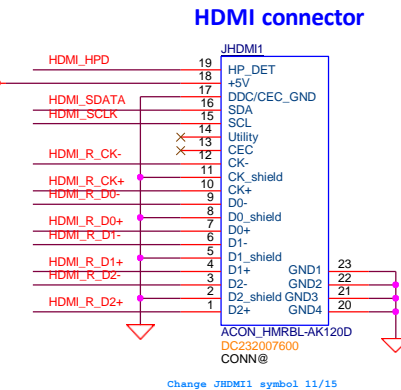 HDMI connector
JHDMI1
HDMI_HPD 19 HP_DET
18 +5V
17 DDC/CEC_GND
HDMI_SDATA 16 SDA
HDMI_SCLK 15 SCL
14 Utility
13 CEC
HDMI_R_CK- 12 CK-
11 CK_shield
HDMI_R_CK+ 10 CK+
HDMI_R_D0- 9 D0-
8 D0_shield
HDMI_R_D0+ 7 D0+
HDMI_R_D1- 6 D1-
5 D1_shield
HDMI_R_D1+ 4 D1+ GND1 23
HDMI_R_D2- 3 D2- GND2 22
2 D2_shield GND3 21
HDMI_R_D2+ 1 D2+ GND4 20
ACON_HMRBL-AK120D
DC232007600
CONN@
Change JHDMI1 symbol 11/15